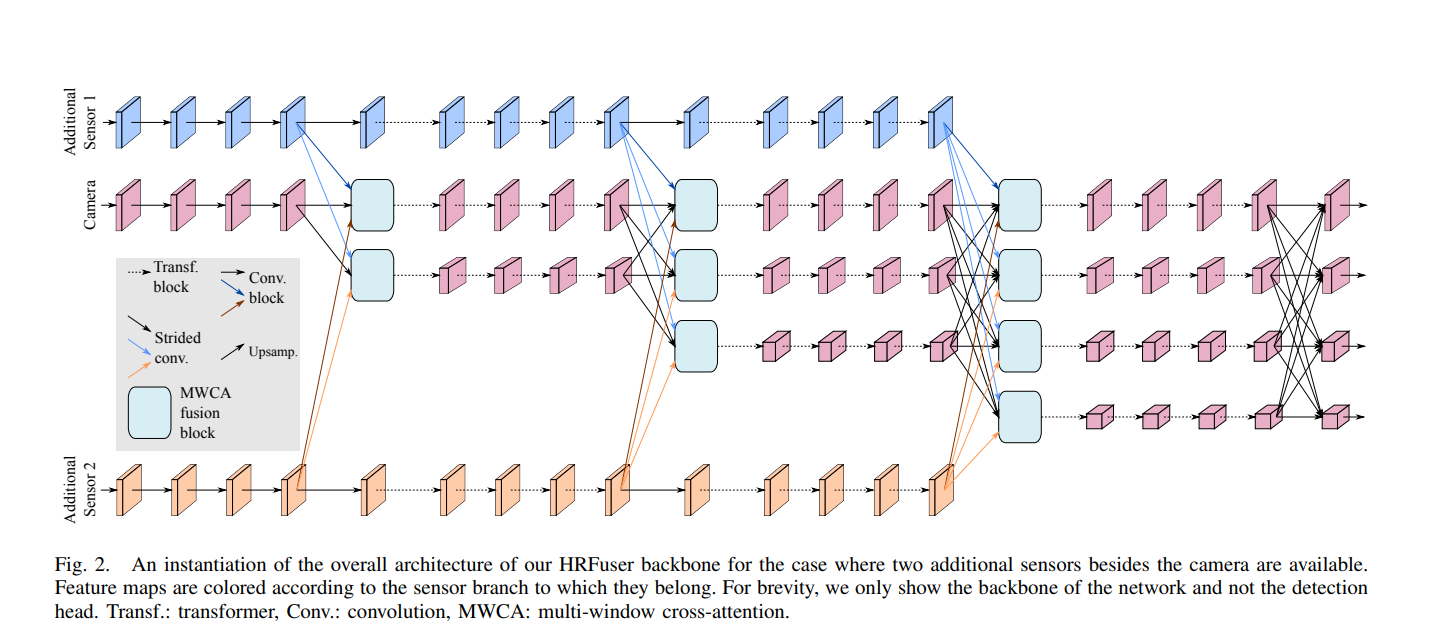 Additional
Sensor 1
Camera
Transf.
block
Conv.
block
Strided
conv.
Upsamp.
MWCA
fusion
block
Additional
Sensor 2
Fig. 2. An instantiation of the overall architecture of our HRFuser backbone for the case where two additional sensors besides the camera are available.
Feature maps are colored according to the sensor branch to which they belong. For brevity, we only show the backbone of the network and not the detection
head. Transf.: transformer, Conv.: convolution, MWCA: multi-window cross-attention.